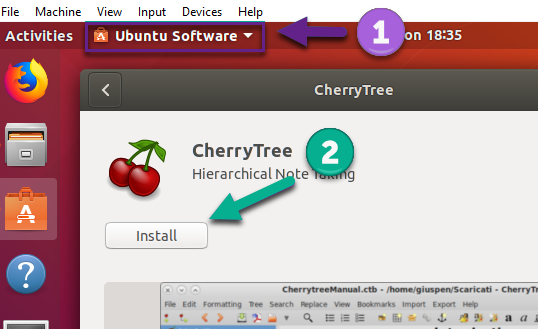 File Machine View Input Devices Help
Activities Ubuntu Software 1 on 18:35
CherryTree
CherryTree 2
Hierarchical Note Taking
Install
CherrytreeManual.ctb - /home/giuspen/Scaricati - CherryT
File Edit Formatting Tree Search Replace View Bookmarks Import Export Help